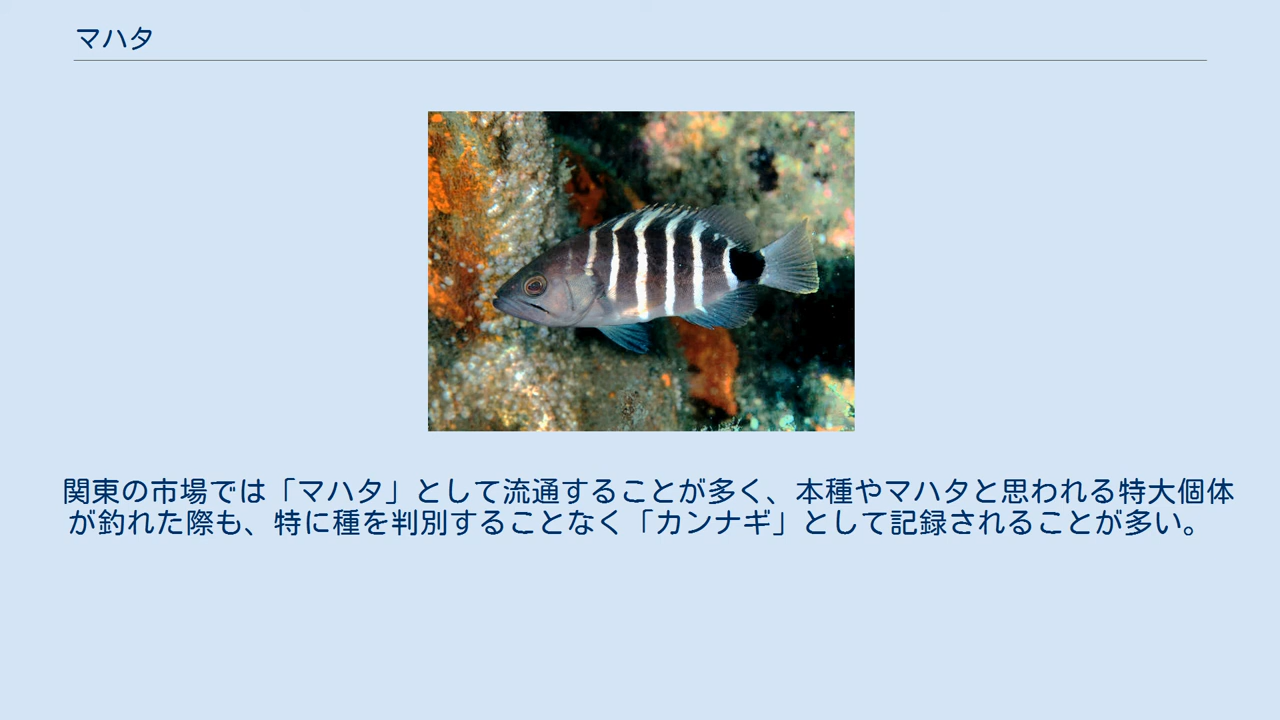 マハタ
関東の市場では「マハタ」として流通することが多く、本種やマハタと思われる特大個体
が釣れた際も、特に種を判別することなく「カンナギ」として記録されることが多い。